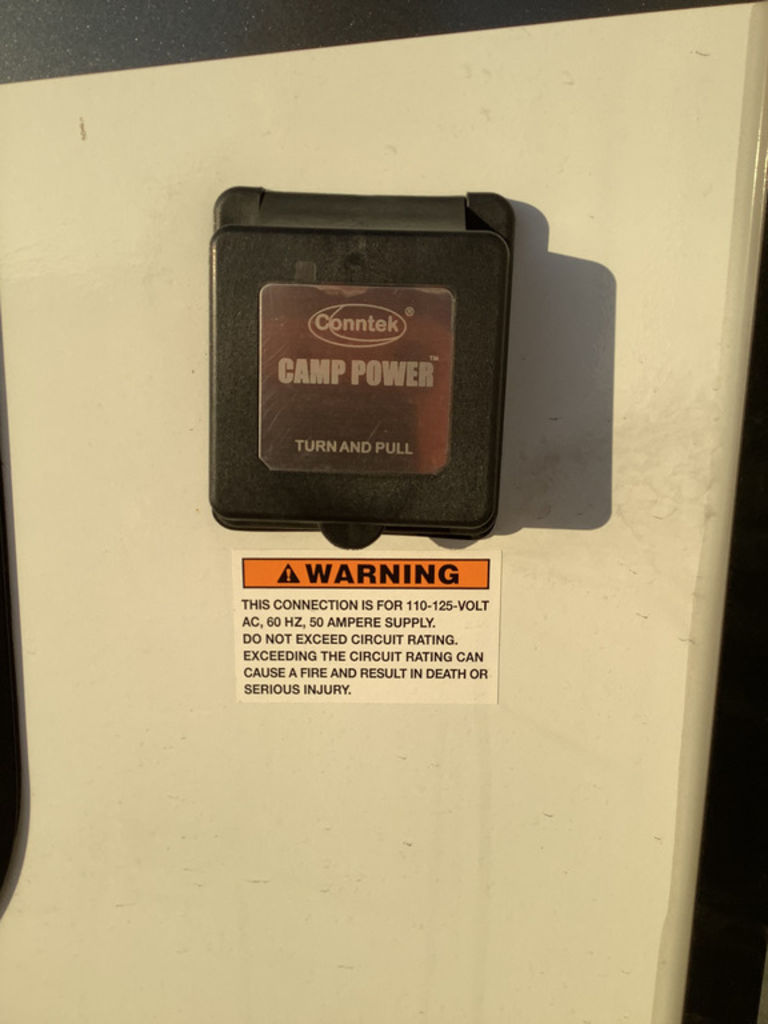 Conntek®
CAMP POWER™
TURN AND PULL
WARNING
THIS CONNECTION IS FOR 110-125-VOLT
AC, 60 HZ, 50 AMPERE SUPPLY.
DO NOT EXCEED CIRCUIT RATING.
EXCEEDING THE CIRCUIT RATING CAN
CAUSE A FIRE AND RESULT IN DEATH OR
SERIOUS INJURY.